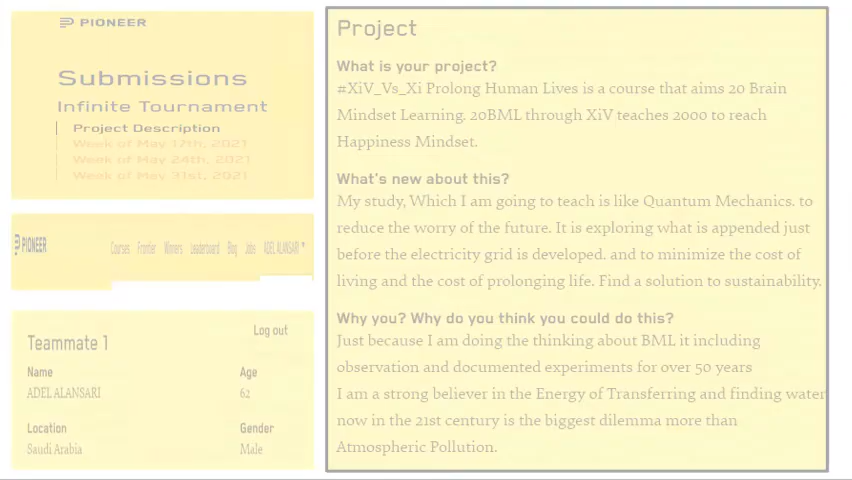 PIONEER
Submissions
Infinite Tournament
Project Description
Week of May 17th, 2021
Week of May 24th, 2021
Week of May 31st, 2021
PIONEER
Courses Frontier Winners Leaderboard Blog Jobs ADEL ALANSARI
Log out
Teammate 1
Name Age
ADEL ALANSARI 62
Location Gender
Saudi Arabia Male
Project
What is your project?
#XiV_Vs_Xi Prolong Human Lives is a course that aims 20 Brain
Mindset Learning. 20BML through XiV teaches 2000 to reach
Happiness Mindset.
What's new about this?
My study, Which I am going to teach is like Quantum Mechanics. to
reduce the worry of the future. It is exploring what is appended just
before the electricity grid is developed. and to minimize the cost of
living and the cost of prolonging life. Find a solution to sustainability.
Why you? Why do you think you could do this?
Just because I am doing the thinking about BML it including
observation and documented experiments for over 50 years
I am a strong believer in the Energy of Transferring and finding water
now in the 21st century is the biggest dilemma more than
Atmospheric Pollution.